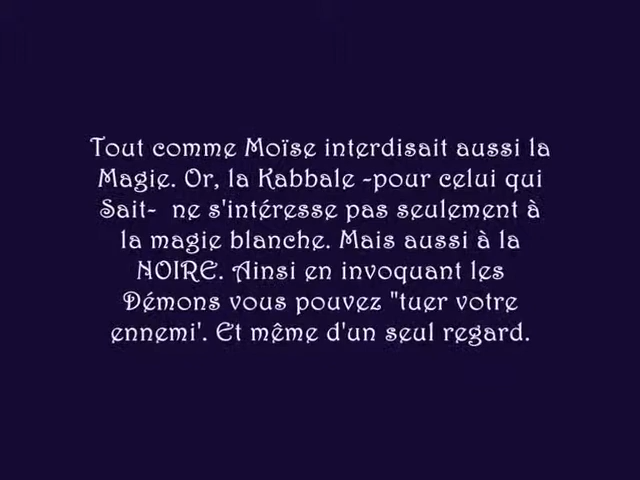 Tout comme Moïse interdisait aussi la
Magie. Or, la Kabbale -pour celui qui
Sait-  ne s'intéresse pas seulement à
la magie blanche. Mais aussi à la
NOIRE. Ainsi en invoquant les
Démons vous pouvez "tuer votre
ennemi'. Et même d'un seul regard.